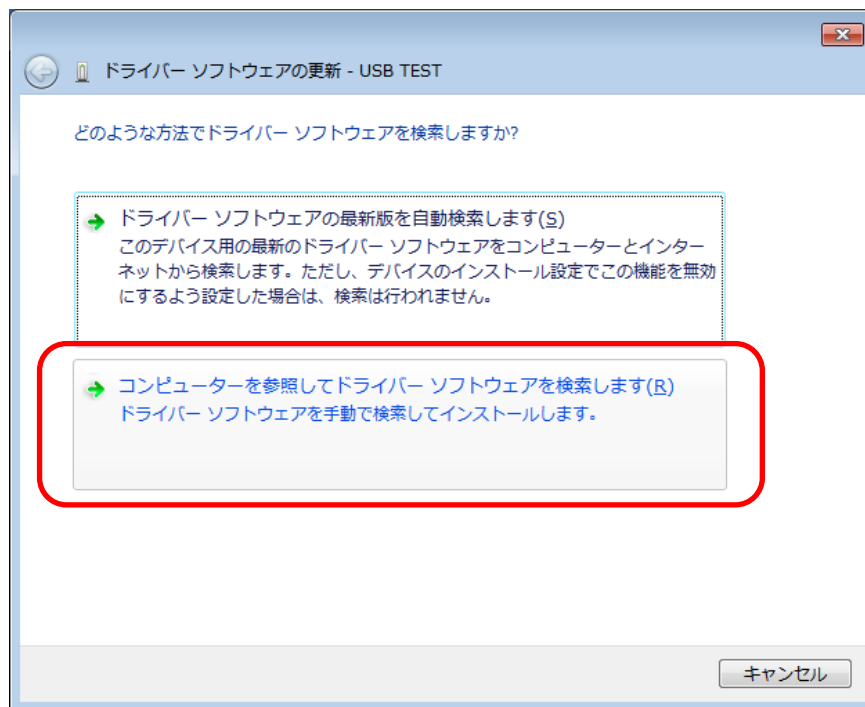 ドライバー ソフトウェアの更新 - USB TEST
どのような方法でドライバー ソフトウェアを検索しますか?
ドライバー ソフトウェアの最新版を自動検索します(S)
このデバイス用の最新のドライバー ソフトウェアをコンピューターとインター
ネットから検索します。ただし、デバイスのインストール設定でこの機能を無効
にするよう設定した場合は、検索は行われません。
コンピューターを参照してドライバー ソフトウェアを検索します(R)
ドライバー ソフトウェアを手動で検索してインストールします。
キャンセル